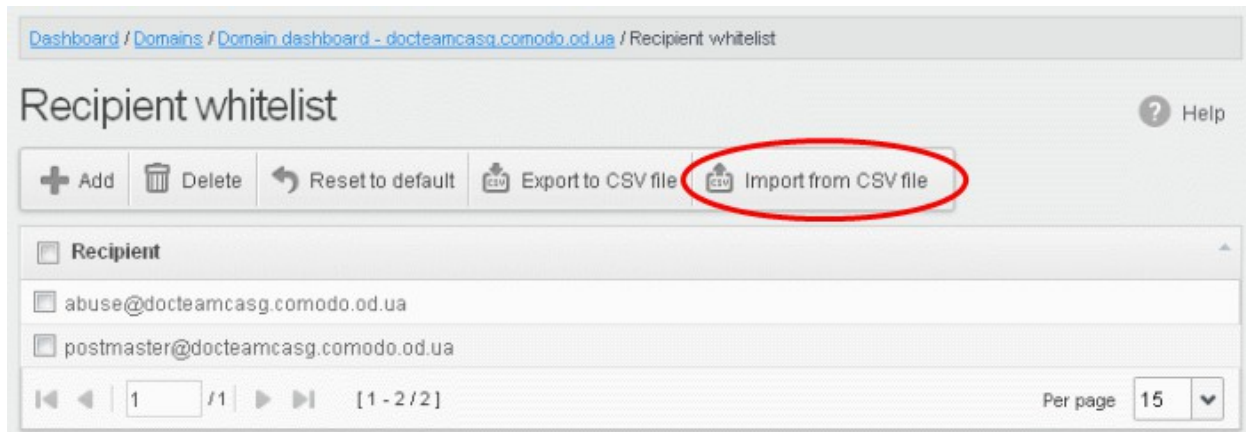 Dashboard / Domains / Domain dashboard - docteamcasg.comodo.od.ua / Recipient whitelist
Recipient whitelist
Help
Add Delete Reset to default Export to CSV file Import from CSV file
Recipient
abuse@docteamcasg.comodo.od.ua
postmaster@docteamcasg.comodo.od.ua
1 /1 [1 - 2 / 2] Per page 15